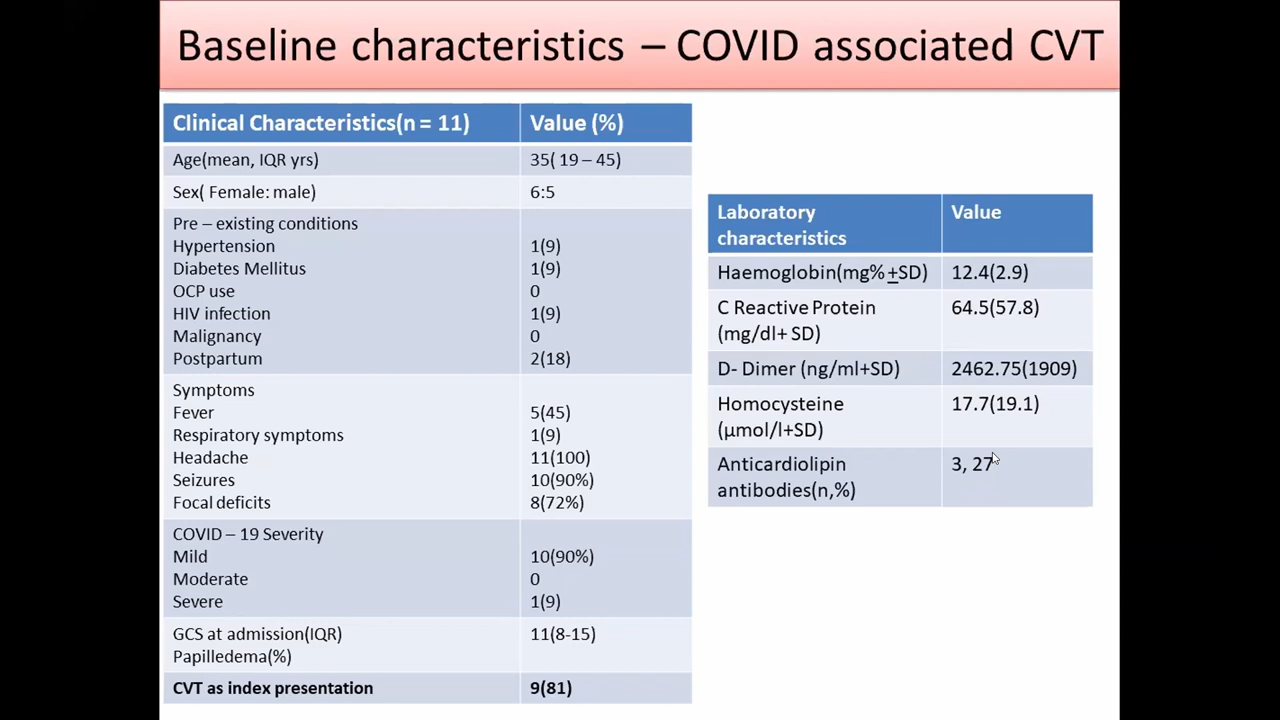 Baseline characteristics – COVID associated CVT
Clinical Characteristics(n = 11) Value (%)
Age(mean, IQR yrs) 35( 19 – 45)
Sex( Female: male) 6:5
Pre – existing conditions
Hypertension 1(9)
Diabetes Mellitus 1(9)
OCP use 0
HIV infection 1(9)
Malignancy 0
Postpartum 2(18)
Symptoms
Fever 5(45)
Respiratory symptoms 1(9)
Headache 11(100)
Seizures 10(90%)
Focal deficits 8(72%)
COVID – 19 Severity
Mild 10(90%)
Moderate 0
Severe 1(9)
GCS at admission(IQR) 11(8-15)
Papilledema(%)
CVT as index presentation 9(81)
Laboratory Value
characteristics
Haemoglobin(mg% +SD) 12.4(2.9)
C Reactive Protein 64.5(57.8)
(mg/dl+ SD)
D- Dimer (ng/ml+SD) 2462.75(1909)
Homocysteine 17.7(19.1)
(µmol/l+SD)
Anticardiolipin 3, 27
antibodies(n,%)